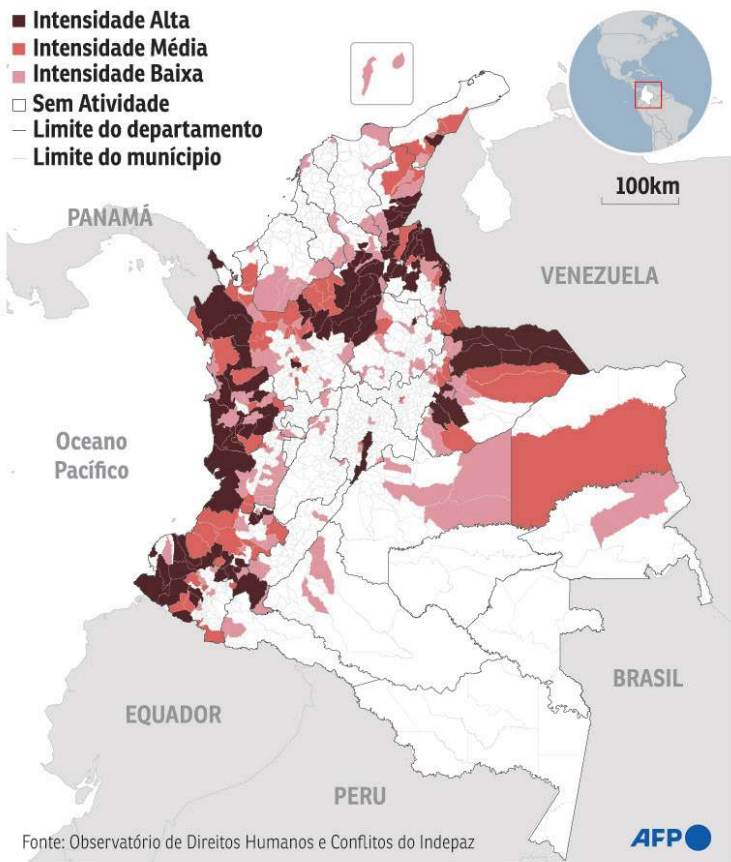 Intensidade Alta
Intensidade Média
Intensidade Baixa
Sem Atividade
Limite do departamento
Limite do munícipio
100km
PANAMÁ
VENEZUELA
Oceano
Pacífico
BRASIL
EQUADOR
PERU
Fonte: Observatório de Direitos Humanos e Conflitos do Indepaz
AFP